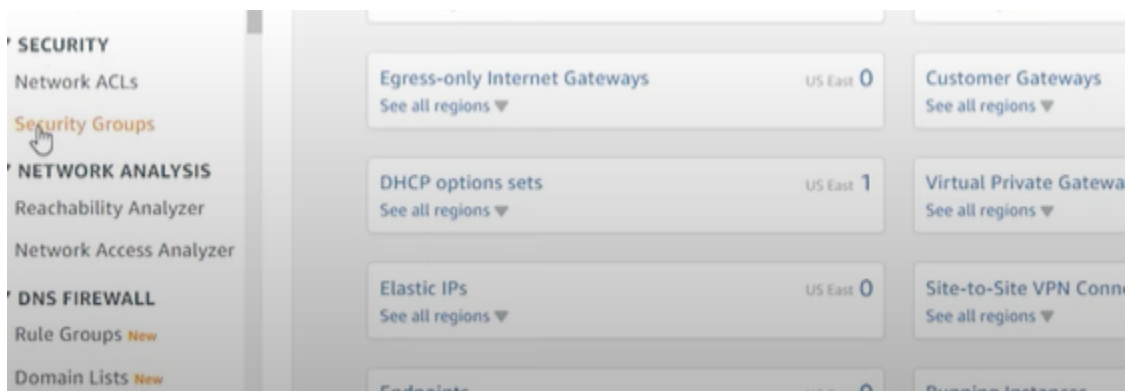 SECURITY
Network ACLs
Security Groups
NETWORK ANALYSIS
Reachability Analyzer
Network Access Analyzer
DNS FIREWALL
Rule Groups New
Domain Lists New
Egress-only Internet Gateways US East 0
See all regions
DHCP options sets US East 1
See all regions
Elastic IPs US East 0
See all regions
Customer Gateways
See all regions
Virtual Private Gatewa
See all regions
Site-to-Site VPN Conne
See all regions